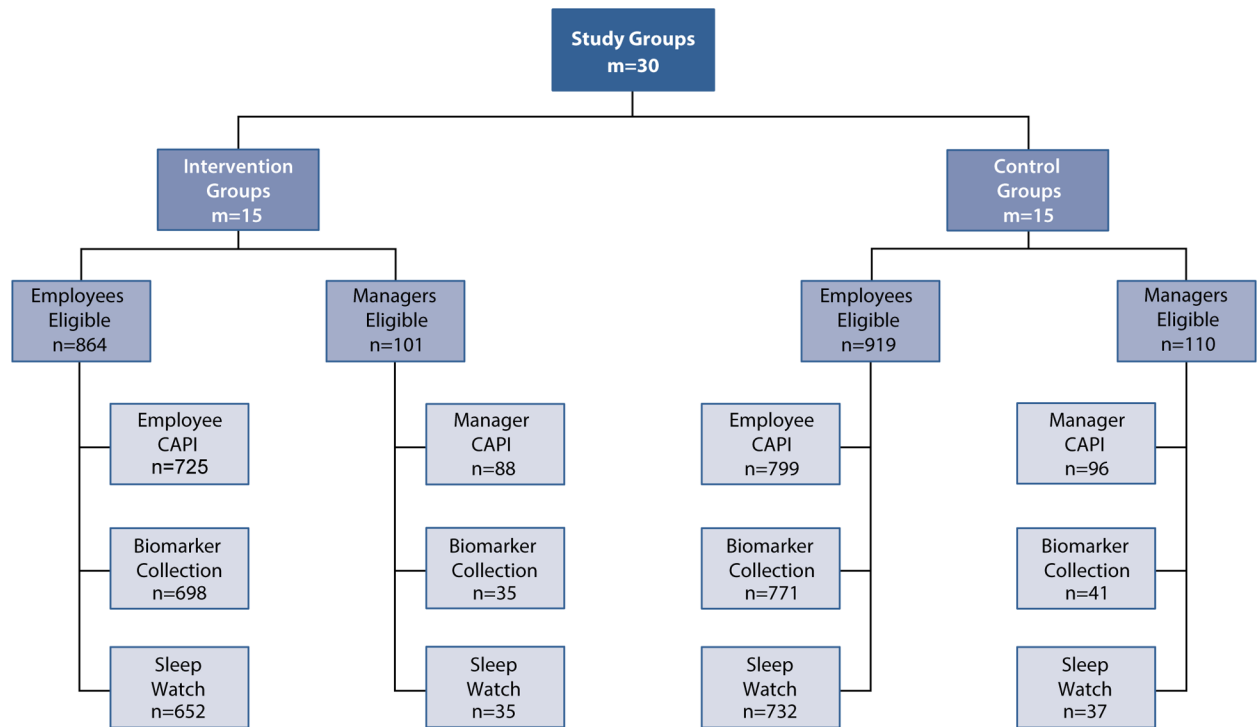 Study Groups
m=30
Intervention
Groups
m=15
Control
Groups
m=15
Employees
Eligible
n=864
Managers
Eligible
n=101
Employees
Eligible
n=919
Managers
Eligible
n=110
Employee
CAPI
n=725
Manager
CAPI
n=88
Employee
CAPI
n=799
Manager
CAPI
n=96
Biomarker
Collection
n=698
Biomarker
Collection
n=35
Biomarker
Collection
n=771
Biomarker
Collection
n=41
Sleep
Watch
n=652
Sleep
Watch
n=35
Sleep
Watch
n=732
Sleep
Watch
n=37